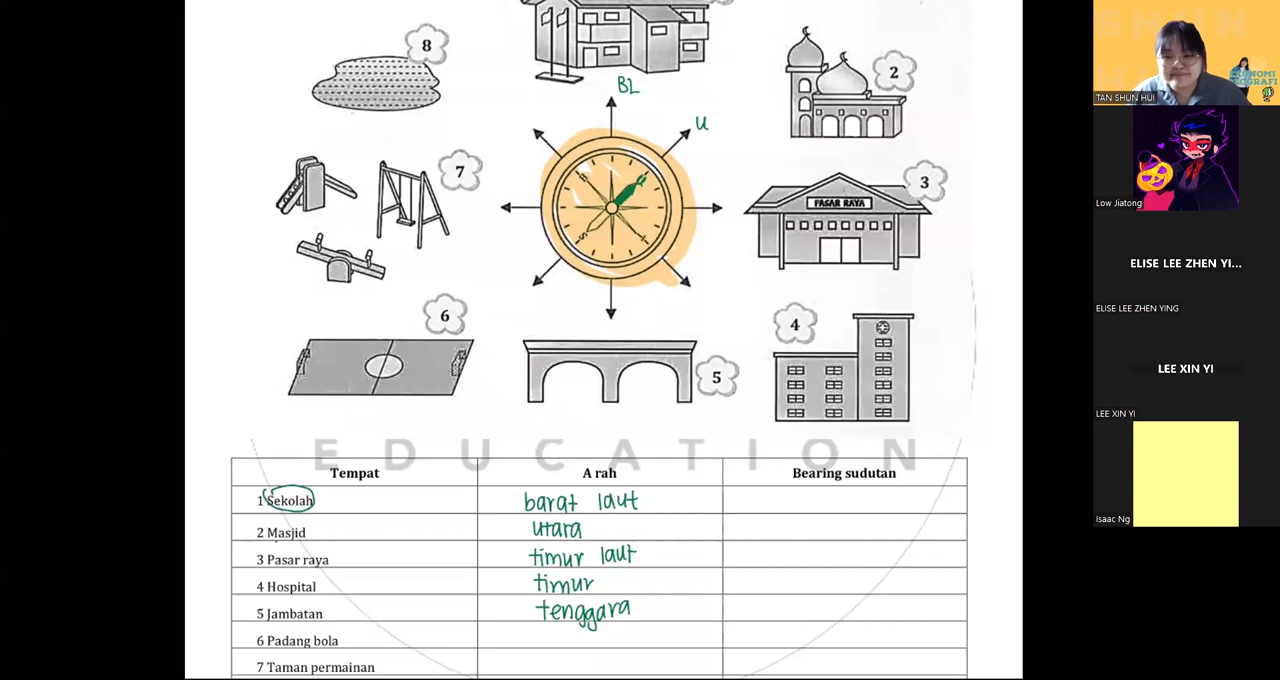 8
BL
U
2
7
PASAR RAYA
3
6
5
4
EDUCATION
Tempat A rah Bearing sudutan
1 Sekolah barat laut
2 Masjid utara
3 Pasar raya timur laut
4 Hospital timur
5 Jambatan tenggara
6 Padang bola
7 Taman permainan
TAN SHUN HUI
Low Jiatong
ELISE LEE ZHEN YI...
ELISE LEE ZHEN YING
LEE XIN YI
LEE XIN YI
Isaac Ng